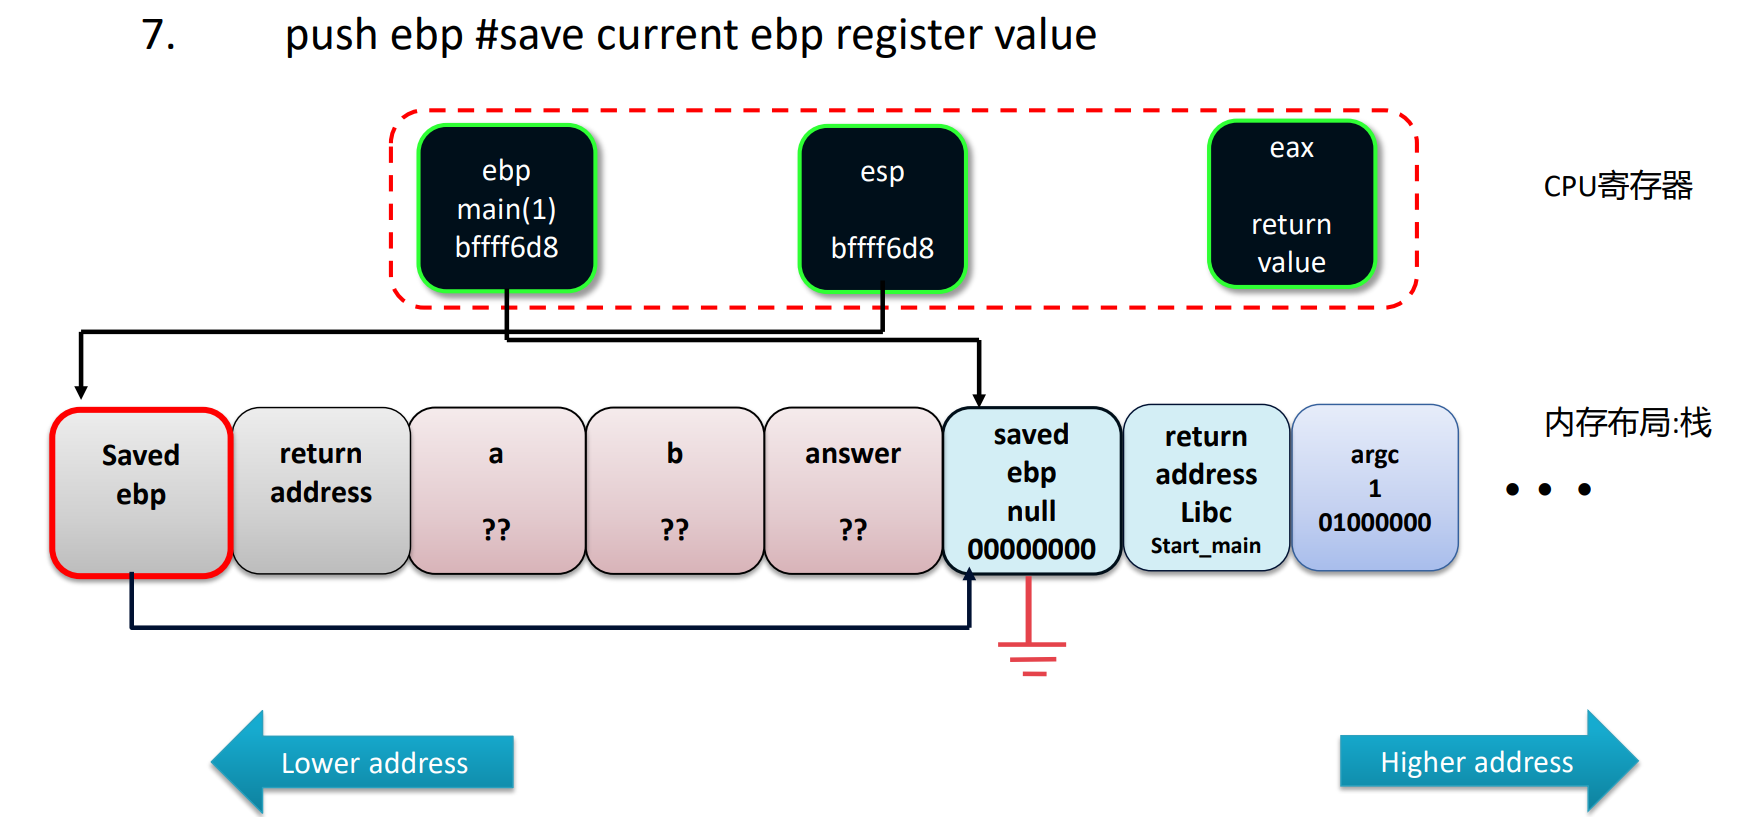 7. push ebp #save current ebp register value
ebp
main(1)
bffff6d8
esp
bffff6d8
eax
return
value
CPU寄存器
Saved
ebp
return
address
a
??
b
??
answer
??
saved
ebp
null
00000000
return
address
Libc
Start_main
argc
1
01000000
内存布局:栈
• • •
Lower address
Higher address